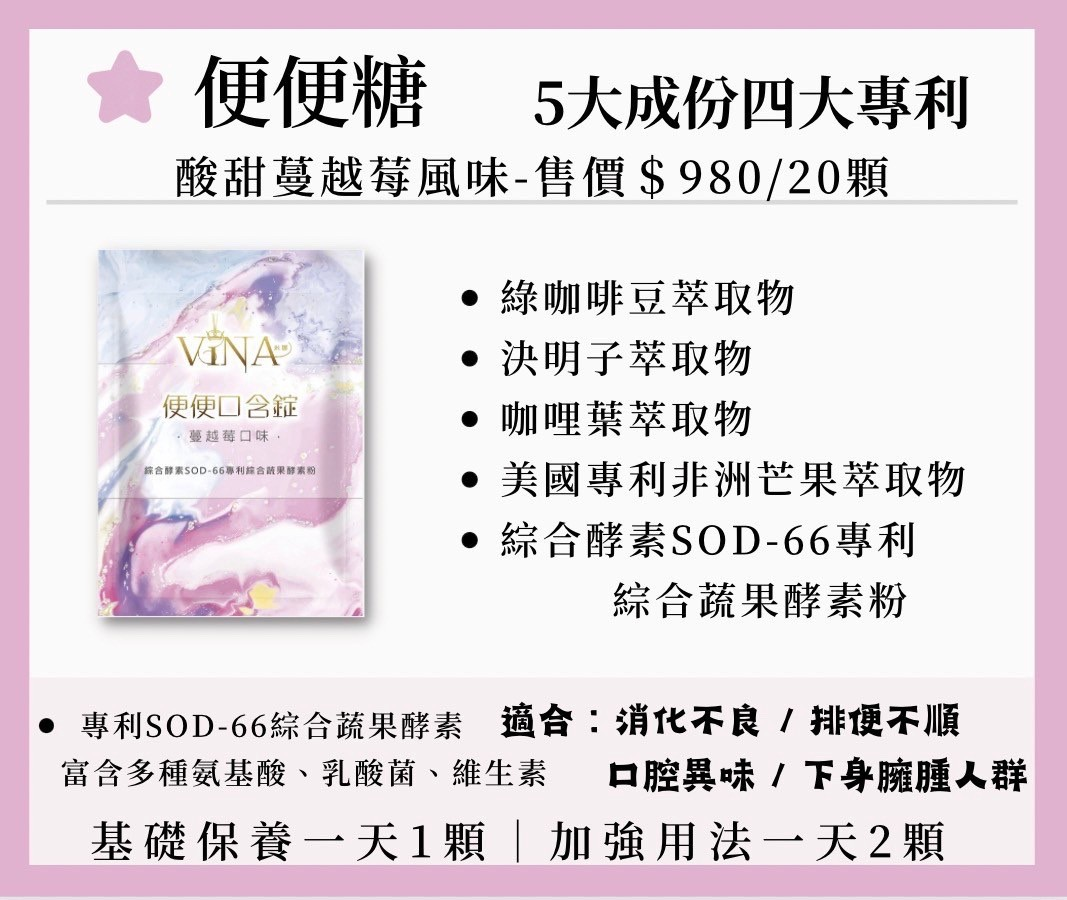 便便糖
5大成份四大專利
酸甜蔓越莓風味-售價＄980/20顆
ViNA
便便口含錠
·蔓越莓口味·
綜合酵素SOD-66專利綜合蔬果酵素粉
• 綠咖啡豆萃取物
• 決明子萃取物
• 咖哩葉萃取物
• 美國專利非洲芒果萃取物
• 綜合酵素SOD-66專利
綜合蔬果酵素粉
• 專利SOD-66綜合蔬果酵素
富含多種氨基酸、乳酸菌、維生素
適合：消化不良 / 排便不順
口腔異味 / 下身臃腫人群
基礎保養一天1顆｜加強用法一天2顆